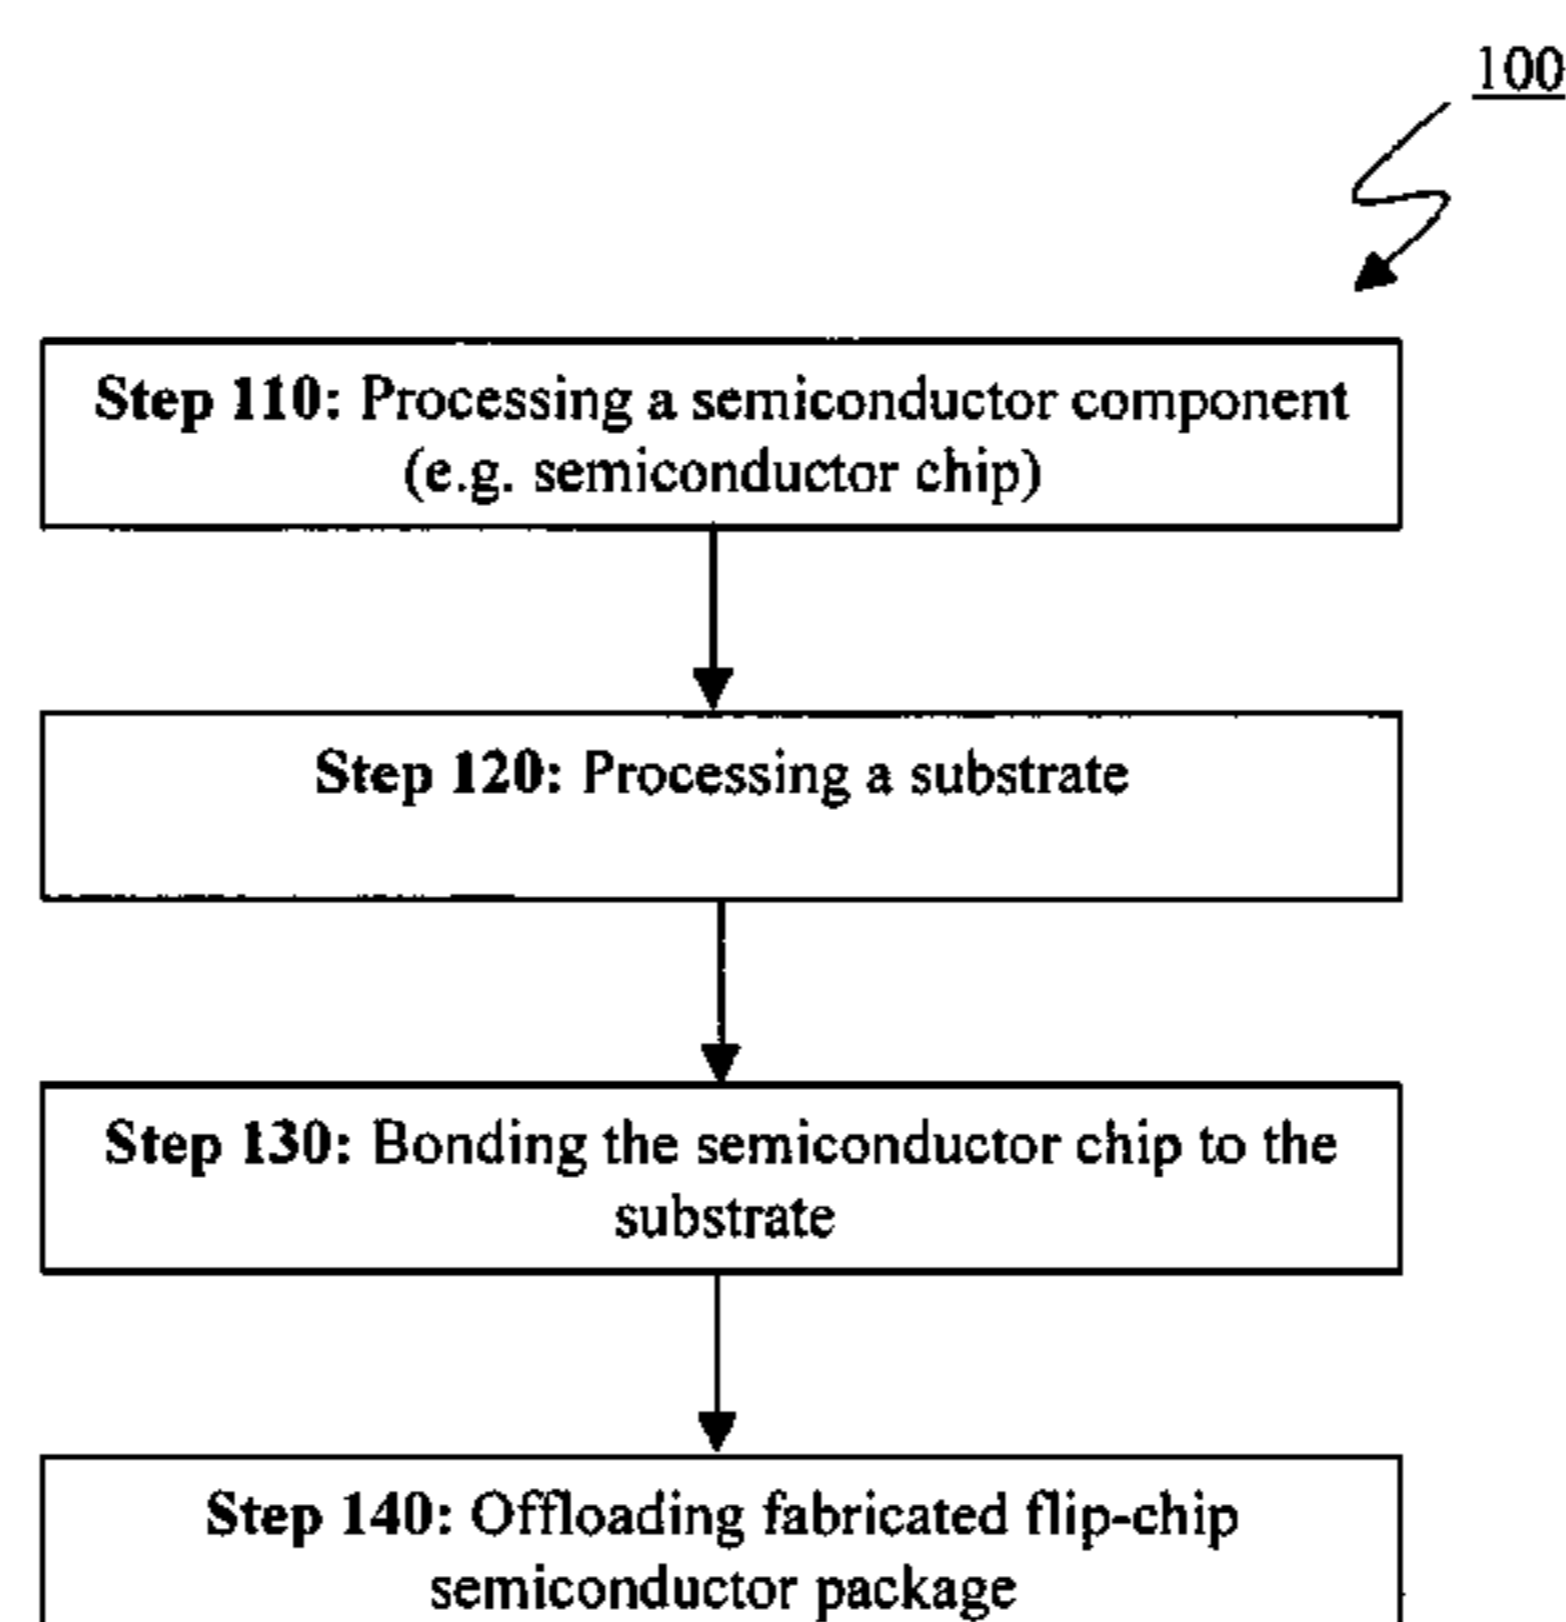 100
Step 110: Processing a semiconductor component
(e.g. semiconductor chip)
Step 120: Processing a substrate
Step 130: Bonding the semiconductor chip to the
substrate
Step 140: Offloading fabricated flip-chip
semiconductor package